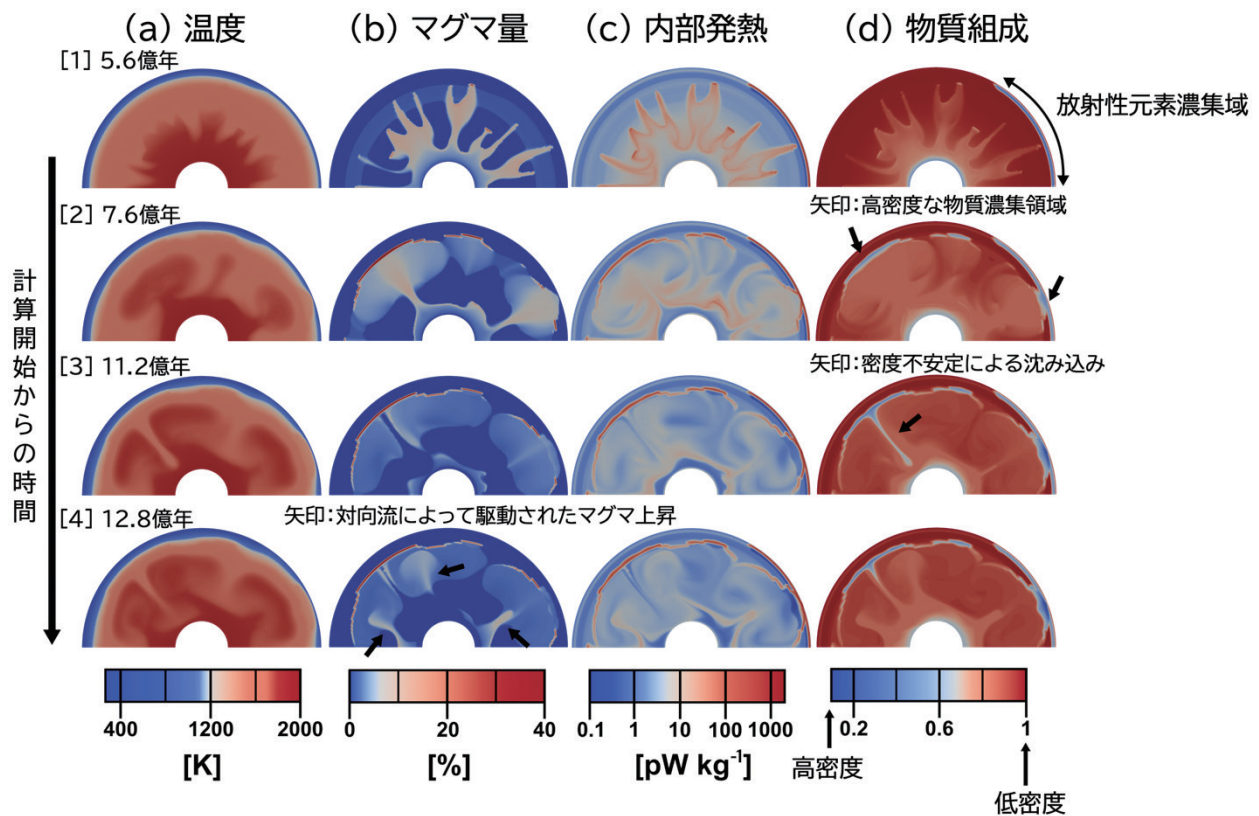 (a) 温度
(b) マグマ量
(c) 内部発熱
(d) 物質組成
[1] 5.6億年
放射性元素濃集域
[2] 7.6億年
矢印:高密度な物質濃集領域
計算開始からの時間
[3] 11.2億年
矢印:密度不安定による沈み込み
[4] 12.8億年
矢印:対向流によって駆動されたマグマ上昇
400 1200 2000
[K]
0 20 40
[%]
0.1 1 10 100 1000
[pW kg⁻¹]
0.2 0.6 1
高密度
低密度